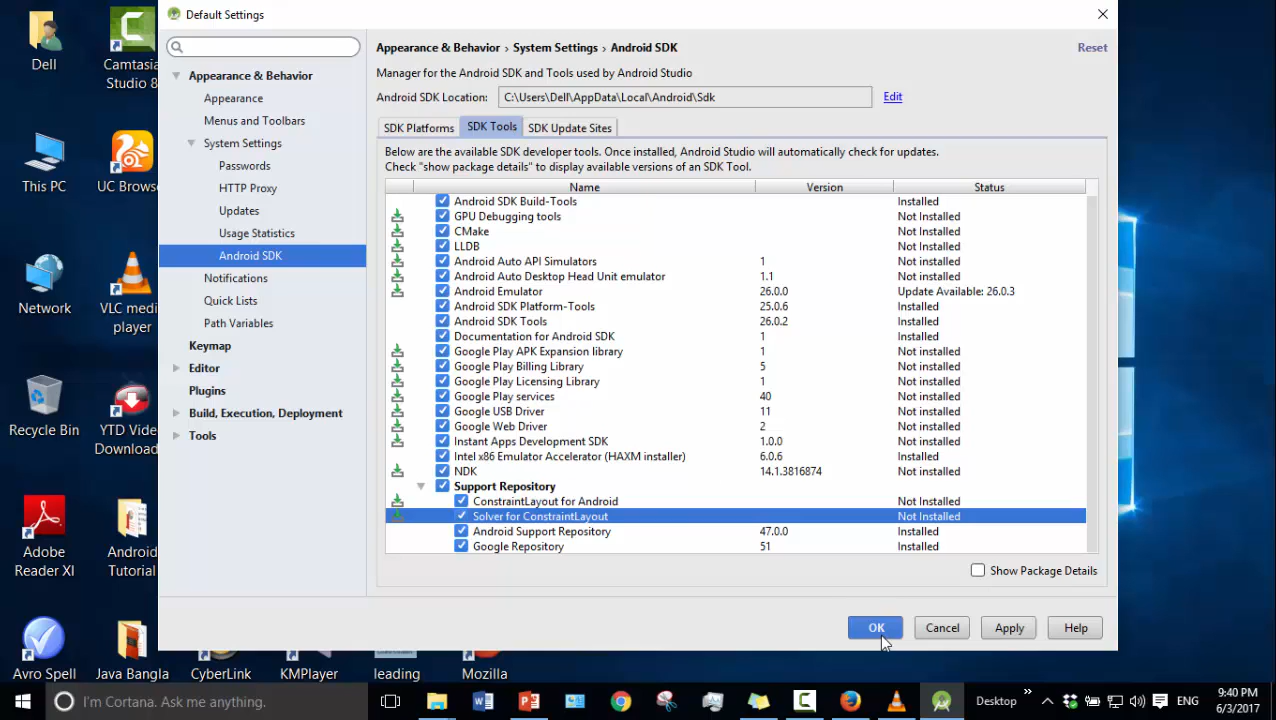 Default Settings
Dell
Camtasia
Studio 8
This PC
UC Browse
Network
VLC media
player
Recycle Bin
YTD Video
Download
Adobe
Reader XI
Android
Tutorial
Avro Spell
Java Bangla
CyberLink
KMPlayer
leading
Mozilla
Appearance & Behavior
Appearance
Menus and Toolbars
System Settings
Passwords
HTTP Proxy
Updates
Usage Statistics
Android SDK
Notifications
Quick Lists
Path Variables
Keymap
Editor
Plugins
Build, Execution, Deployment
Tools
Appearance & Behavior › System Settings › Android SDK
Reset
Manager for the Android SDK and Tools used by Android Studio
Android SDK Location: C:\Users\Dell\AppData\Local\Android\Sdk Edit
SDK Platforms SDK Tools SDK Update Sites
Below are the available SDK developer tools. Once installed, Android Studio will automatically check for updates.
Check "show package details" to display available versions of an SDK Tool.
Name Version Status
Android SDK Build-Tools Installed
GPU Debugging tools Not Installed
CMake Not Installed
LLDB Not Installed
Android Auto API Simulators 1 Not installed
Android Auto Desktop Head Unit emulator 1.1 Not installed
Android Emulator 26.0.0 Update Available: 26.0.3
Android SDK Platform-Tools 25.0.6 Installed
Android SDK Tools 26.0.2 Installed
Documentation for Android SDK 1 Installed
Google Play APK Expansion library 1 Not installed
Google Play Billing Library 5 Not installed
Google Play Licensing Library 1 Not installed
Google Play services 40 Not installed
Google USB Driver 11 Not installed
Google Web Driver 2 Not installed
Instant Apps Development SDK 1.0.0 Not installed
Intel x86 Emulator Accelerator (HAXM installer) 6.0.6 Installed
NDK 14.1.3816874 Not installed
Support Repository
ConstraintLayout for Android Not Installed
Solver for ConstraintLayout Not Installed
Android Support Repository 47.0.0 Installed
Google Repository 51 Installed
Show Package Details
OK Cancel Apply Help
I'm Cortana. Ask me anything.
Desktop
ENG
9:40 PM
6/3/2017